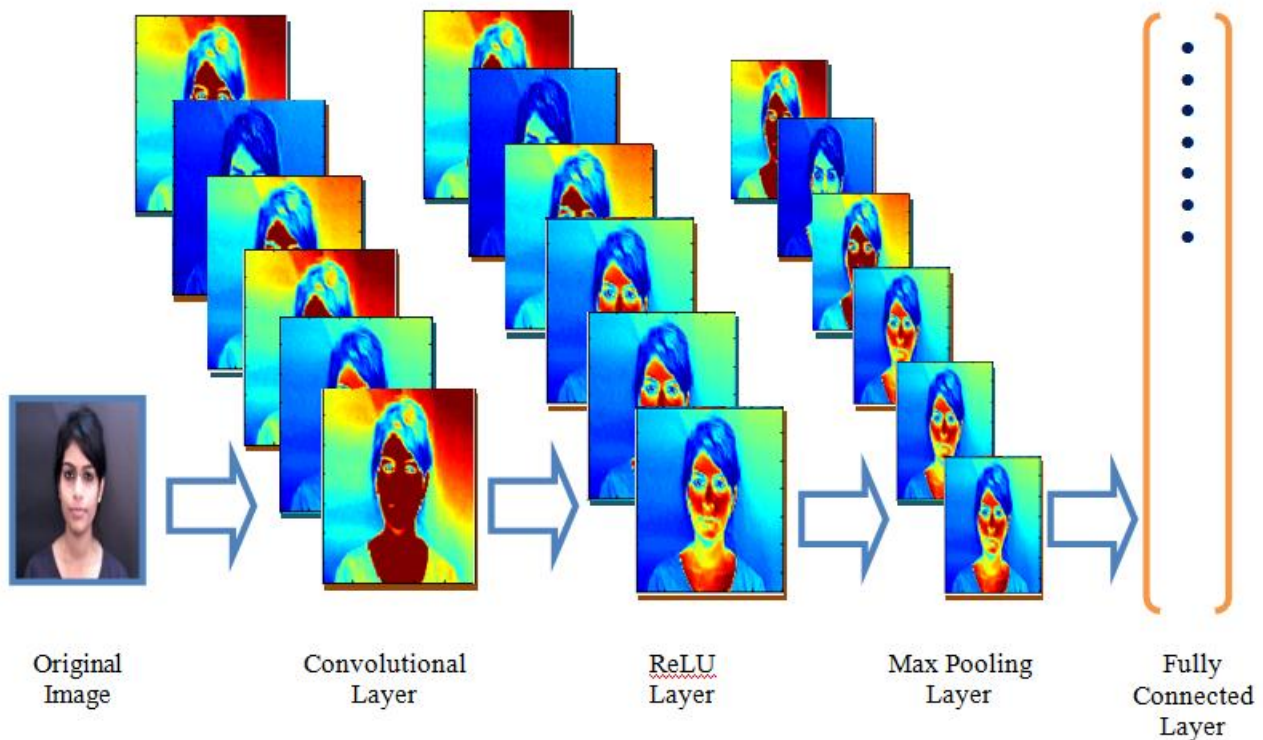 Original
Image
Convolutional
Layer
ReLU
Layer
Max Pooling
Layer
Fully
Connected
Layer